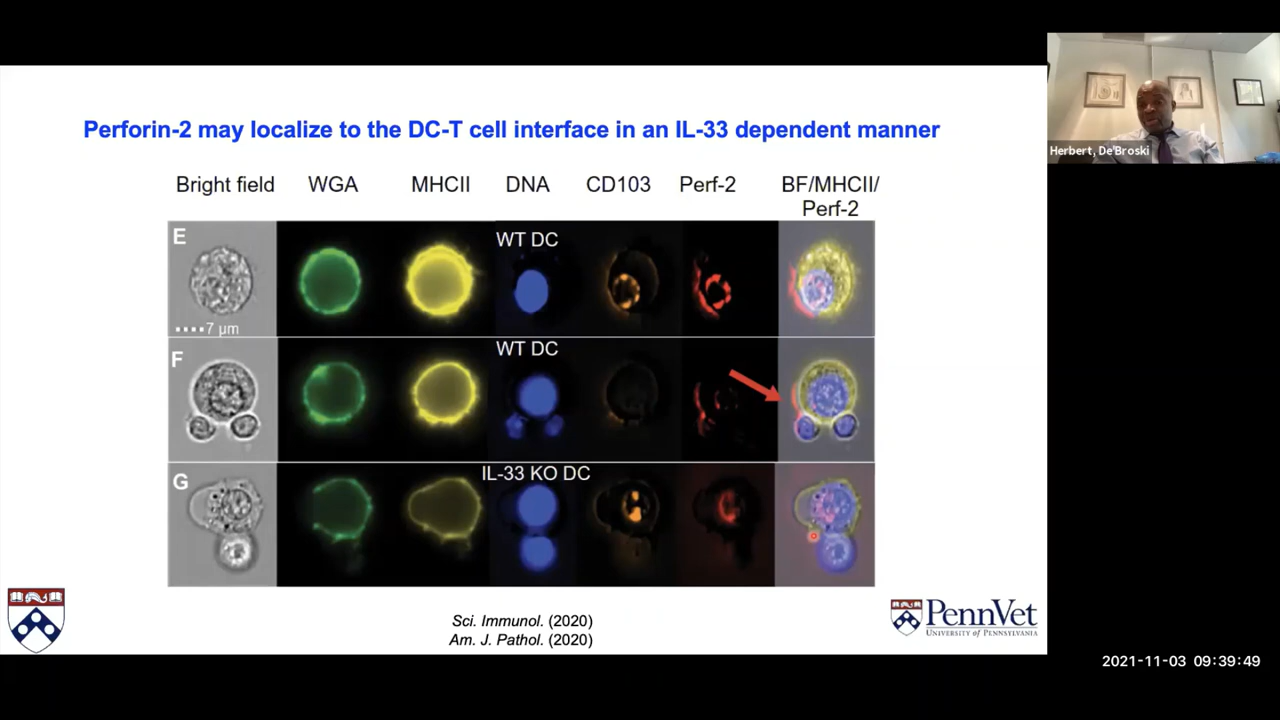 Perforin-2 may localize to the DC-T cell interface in an IL-33 dependent manner
Herbert, De'Broski
Bright field WGA MHCII DNA CD103 Perf-2 BF/MHCII/
Perf-2
E
WT DC
7 µm
F
WT DC
G
IL-33 KO DC
Sci. Immunol. (2020)
Am. J. Pathol. (2020)
PennVet
UNIVERSITY OF PENNSYLVANIA
2021-11-03 09:39:49